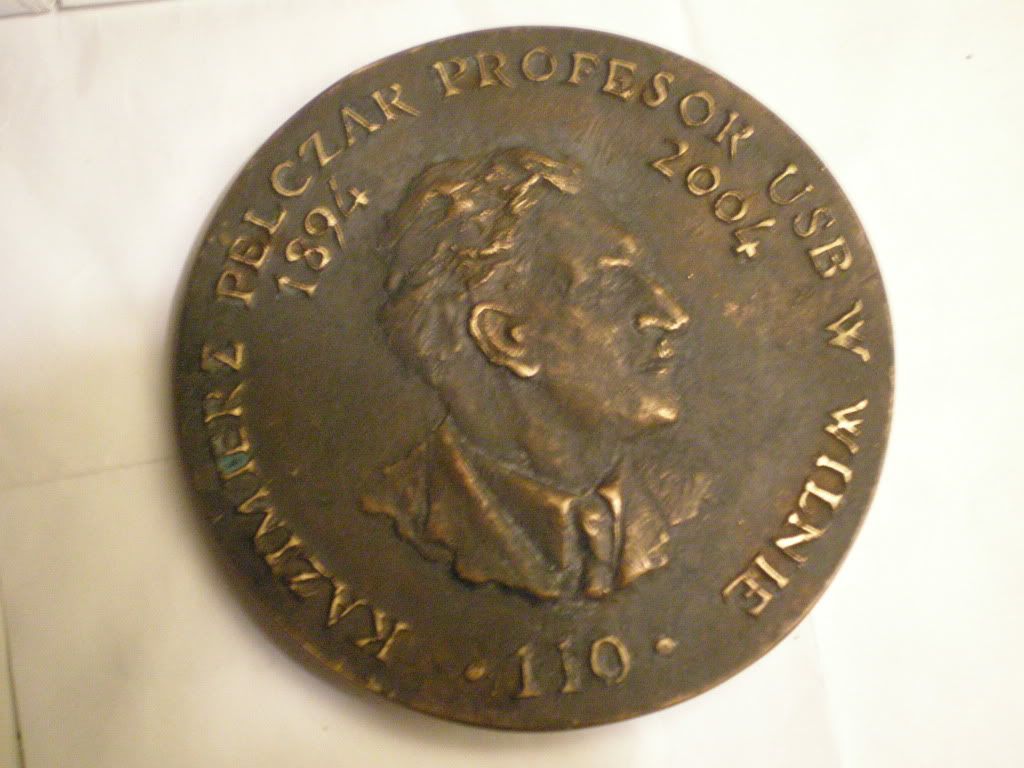 KAZIMIERZ PELCZAR PROFESOR USB W WILNIE
1894
2004
· 110 ·